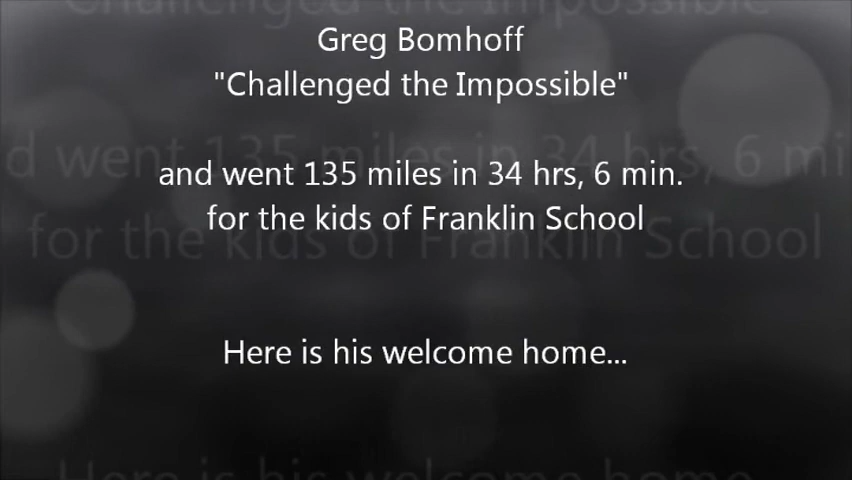 Greg Bomhoff
"Challenged the Impossible"
and went 135 miles in 34 hrs, 6 min.
for the kids of Franklin School
Here is his welcome home...